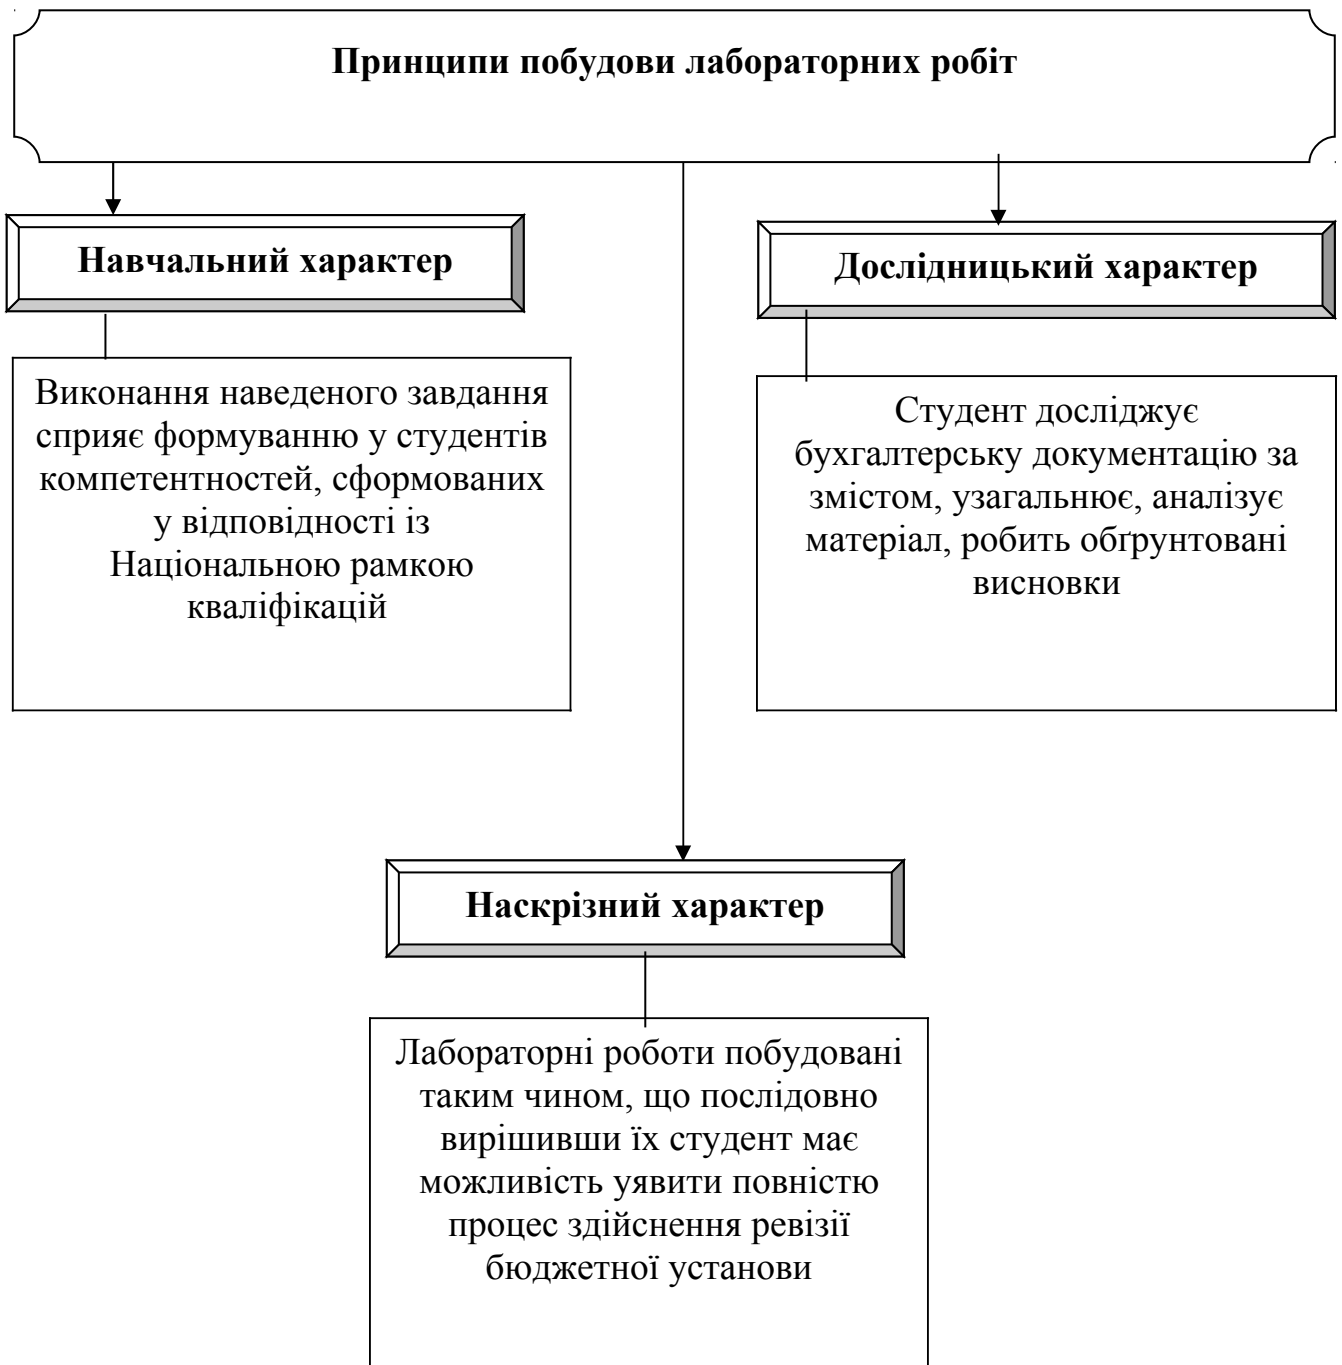 Принципи побудови лабораторних робіт
Навчальний характер
Дослідницький характер
Виконання наведеного завдання
сприяє формуванню у студентів
компетентностей, сформованих
у відповідності із
Національною рамкою
кваліфікацій
Студент досліджує
бухгалтерську документацію за
змістом, узагальнює, аналізує
матеріал, робить обґрунтовані
висновки
Наскрізний характер
Лабораторні роботи побудовані
таким чином, що послідовно
вирішивши їх студент має
можливість уявити повністю
процес здійснення ревізії
бюджетної установи